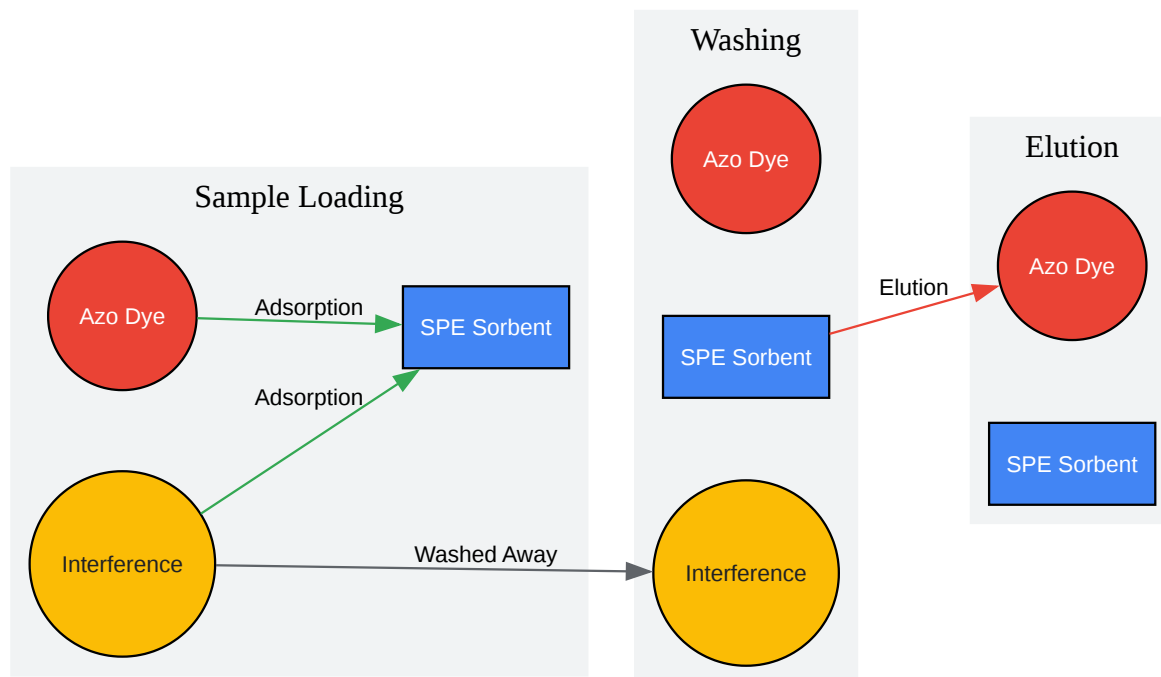 Sample Loading
Azo Dye
Adsorption
SPE Sorbent
Adsorption
Interference
Washed Away
Washing
Azo Dye
SPE Sorbent
Interference
Elution
Elution
Azo Dye
SPE Sorbent